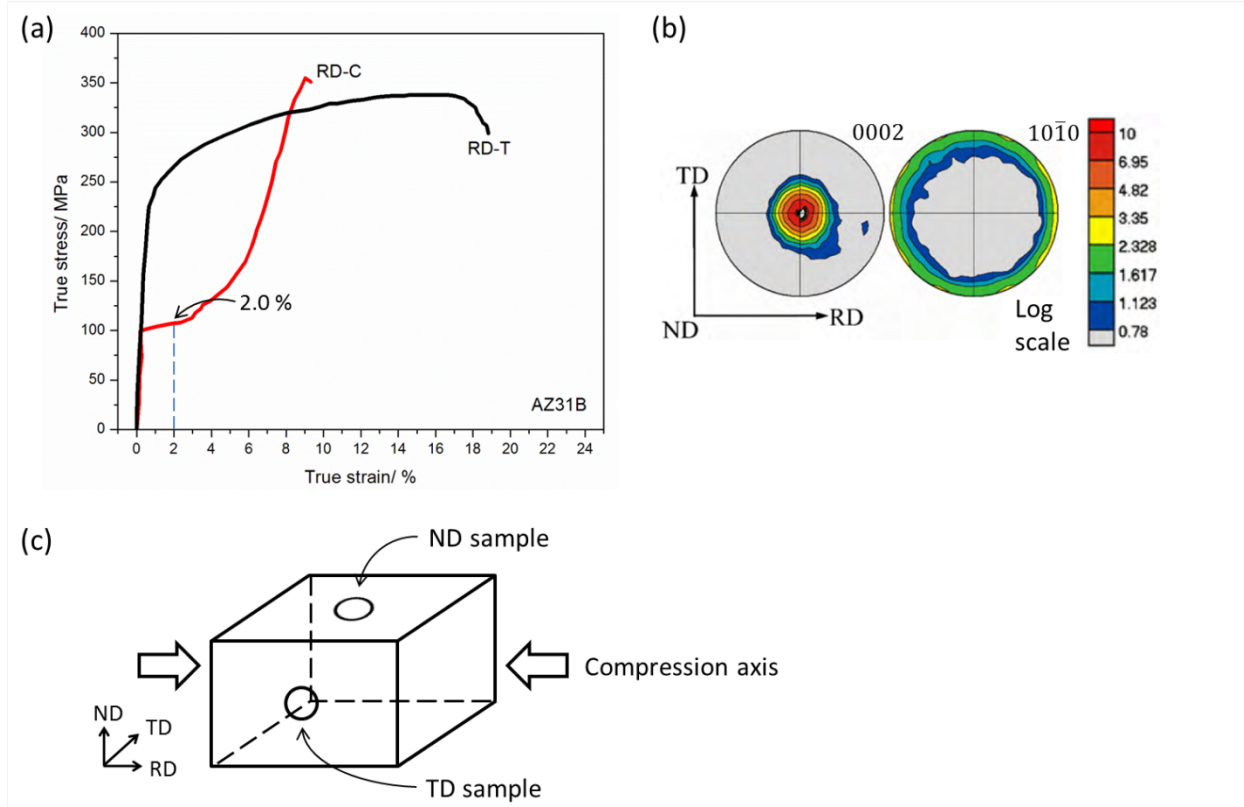 (a)
400
350
300
250
200
150
100
50
0
True stress/ MPa
RD-C
RD-T
2.0 %
AZ31B
0 2 4 6 8 10 12 14 16 18 20 22 24
True strain/ %
(b)
0002
101̅0
TD
ND
RD
Log
scale
10
6.95
4.82
3.35
2.328
1.617
1.123
0.78
(c)
ND sample
Compression axis
ND
TD
RD
TD sample